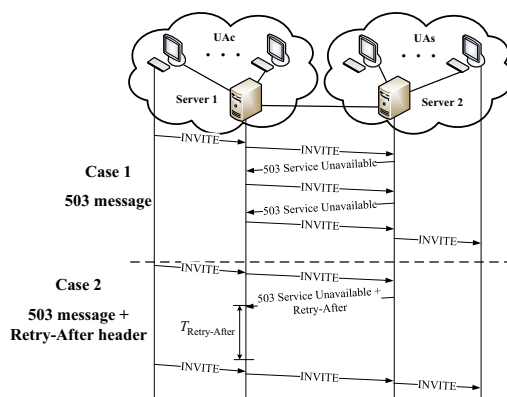 UAc
UAs
. . .
. . .
Server 1
Server 2
INVITE
INVITE
Case 1
503 Service Unavailable
503 message
INVITE
503 Service Unavailable
INVITE
INVITE
INVITE
INVITE
Case 2
503 message +
Retry-After header
503 Service Unavailable +
Retry-After
T Retry-After
INVITE
INVITE
INVITE